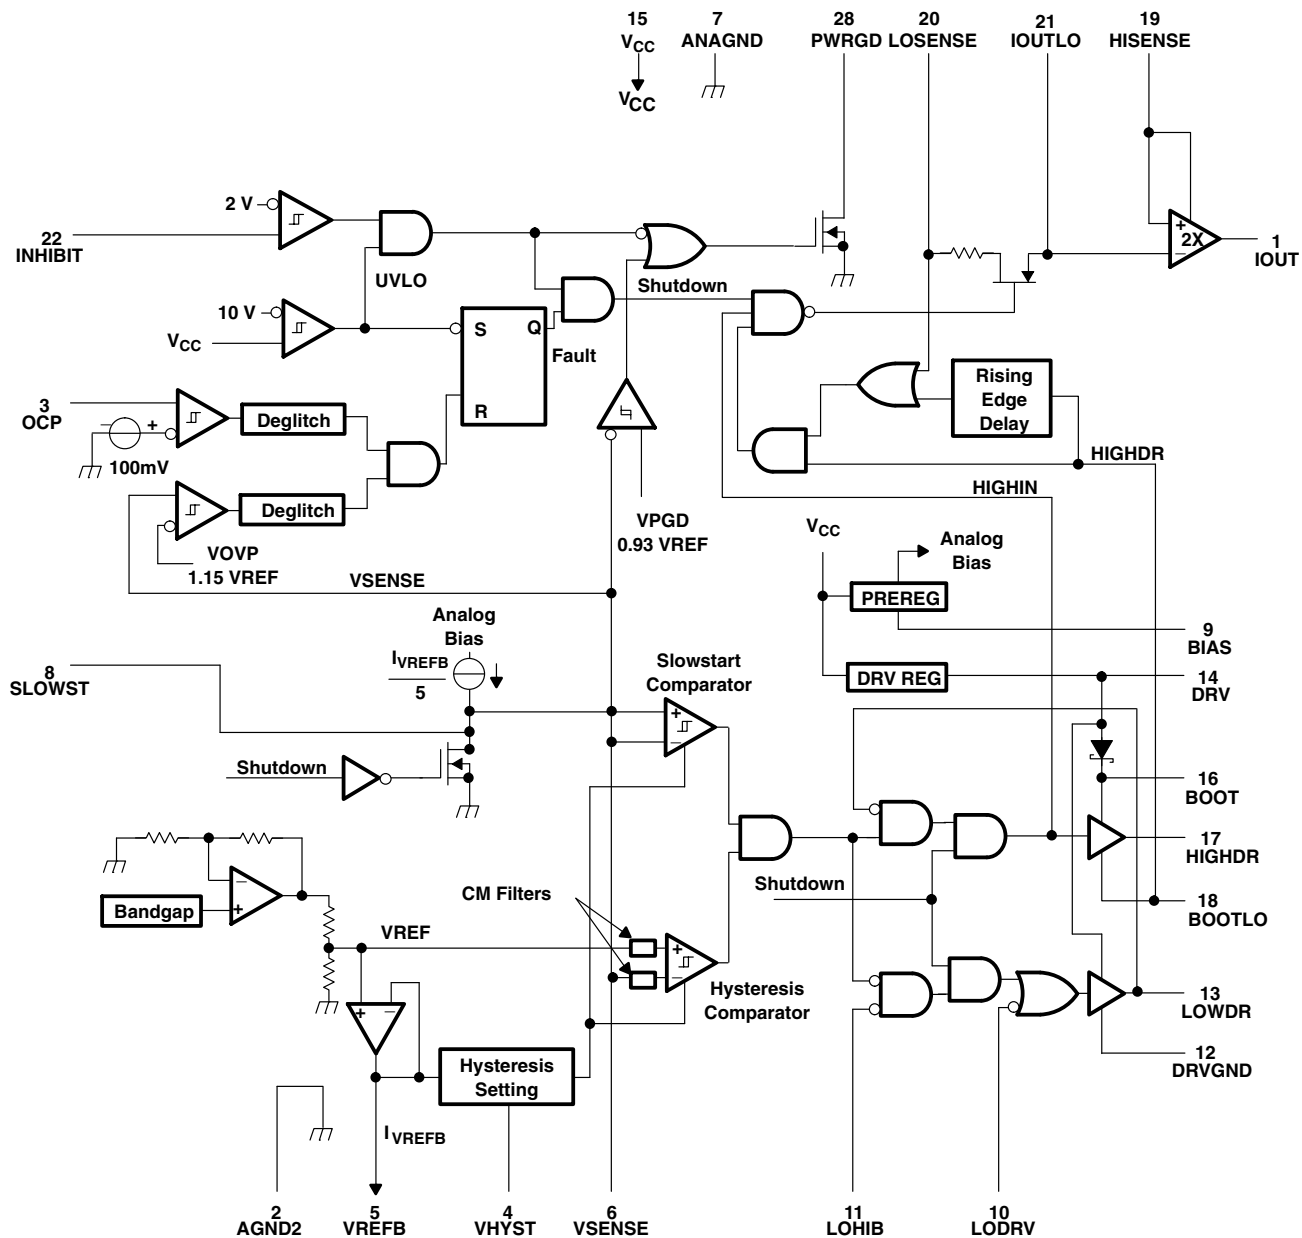 15
VCC
7
ANAGND
28
PWRGD
20
LOSENSE
21
IOUTLO
19
HISENSE
VCC
2 V
22
INHIBIT
UVLO
Shutdown
+
2X
–
1
IOUT
10 V
VCC
S
Q
R
Fault
3
OCP
Deglitch
–
+
100mV
Rising
Edge
Delay
HIGHDR
HIGHIN
Deglitch
VOVP
1.15 VREF
VPGD
0.93 VREF
VCC
Analog
Bias
VSENSE
PREREG
9
BIAS
Analog
Bias
IVREFB
5
8
SLOWST
Slowstart
Comparator
DRV REG
14
DRV
+
–
Shutdown
16
BOOT
17
HIGHDR
Shutdown
18
BOOTLO
–
+
Bandgap
CM Filters
VREF
+
–
Hysteresis
Comparator
13
LOWDR
+
–
12
DRVGND
Hysteresis
Setting
IVREFB
2
AGND2
5
VREFB
4
VHYST
6
VSENSE
11
LOHIB
10
LODRV